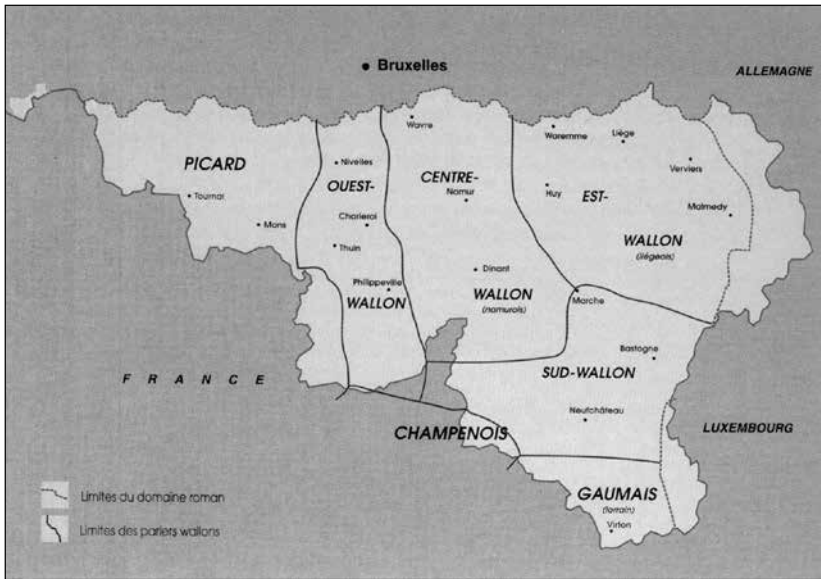 Bruxelles
ALLEMAGNE
Wavre
Waremme
Liège
PICARD
Nivelles
CENTRE-
Verviers
OUEST-
Namur
Huy
EST-
Tournai
Malmedy
Mons
Charleroi
Thuin
WALLON
(liégeois)
Dinant
Philippeville
WALLON
WALLON
(namurois)
Marche
Bastogne
FRANCE
SUD-WALLON
Neufchâteau
CHAMPENOIS
LUXEMBOURG
GAUMAIS
(lorrain)
Virton
Limites du domaine roman
Limites des parlers wallons